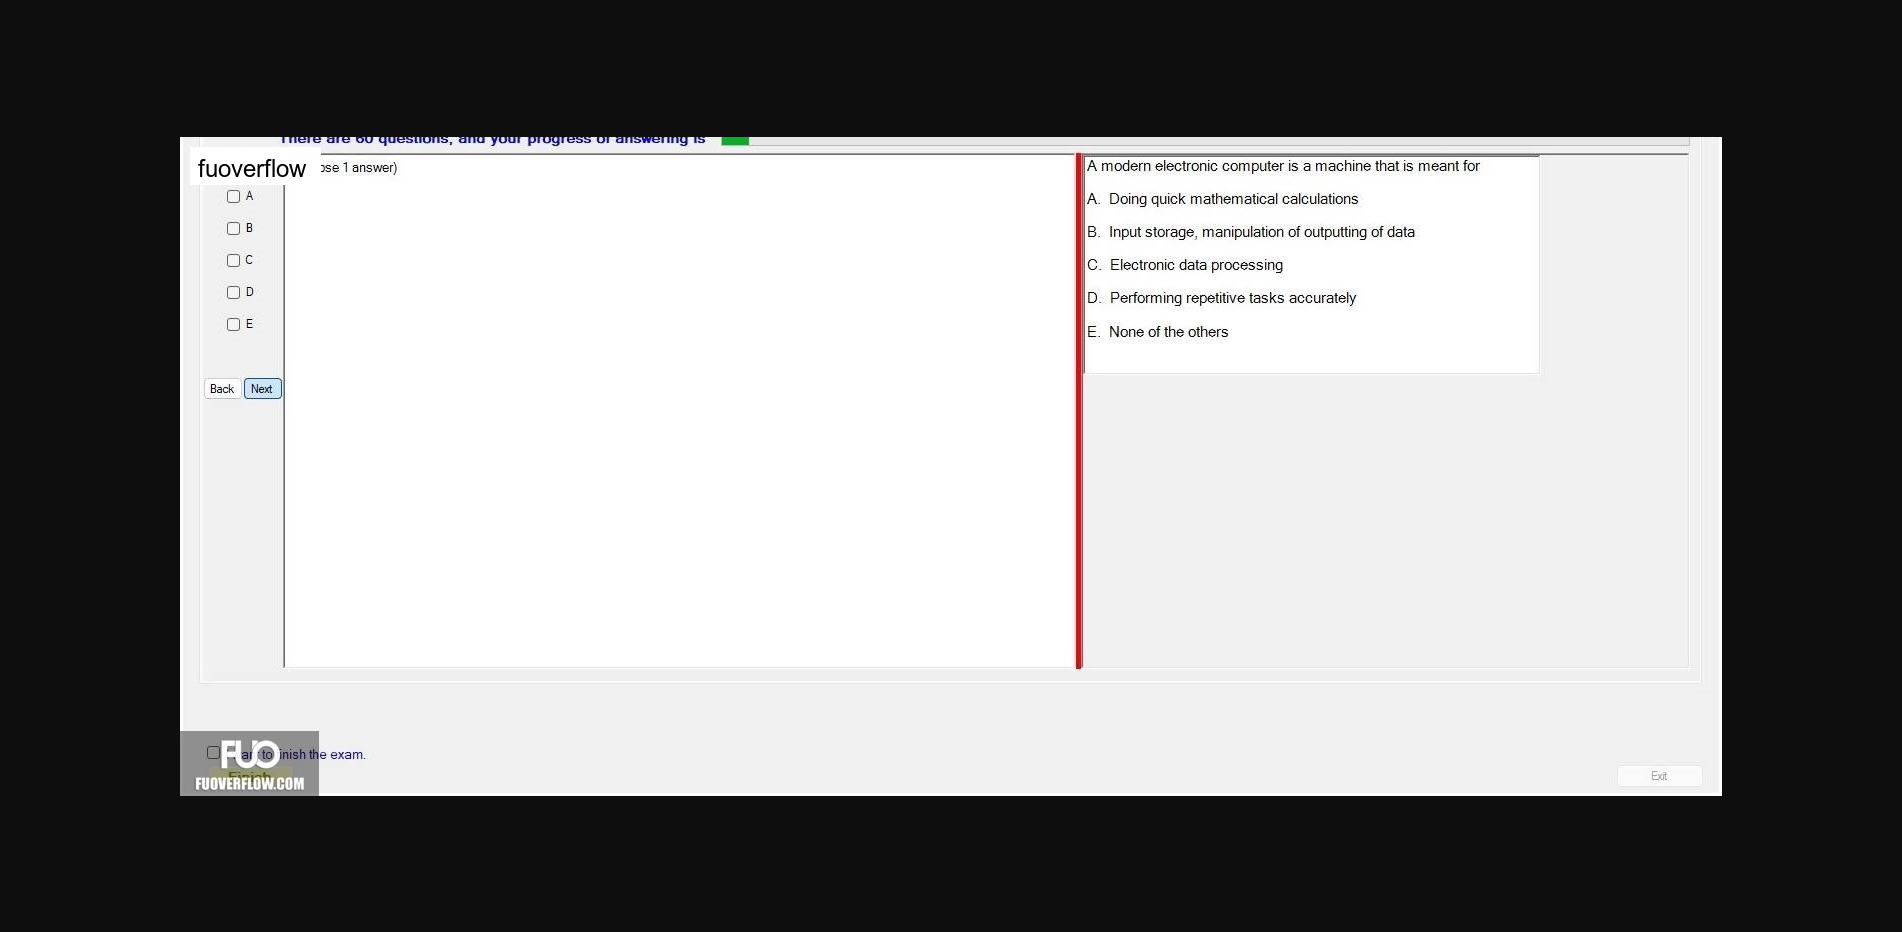 There are 60 questions, and your progress of answering is
fuoverflow
ose 1 answer)
A
B
C
D
E
Back Next
A modern electronic computer is a machine that is meant for
A. Doing quick mathematical calculations
B. Input storage, manipulation of outputting of data
C. Electronic data processing
D. Performing repetitive tasks accurately
E. None of the others
to finish the exam.
FUO
Finish
FUOVERFLOW.COM
Exit